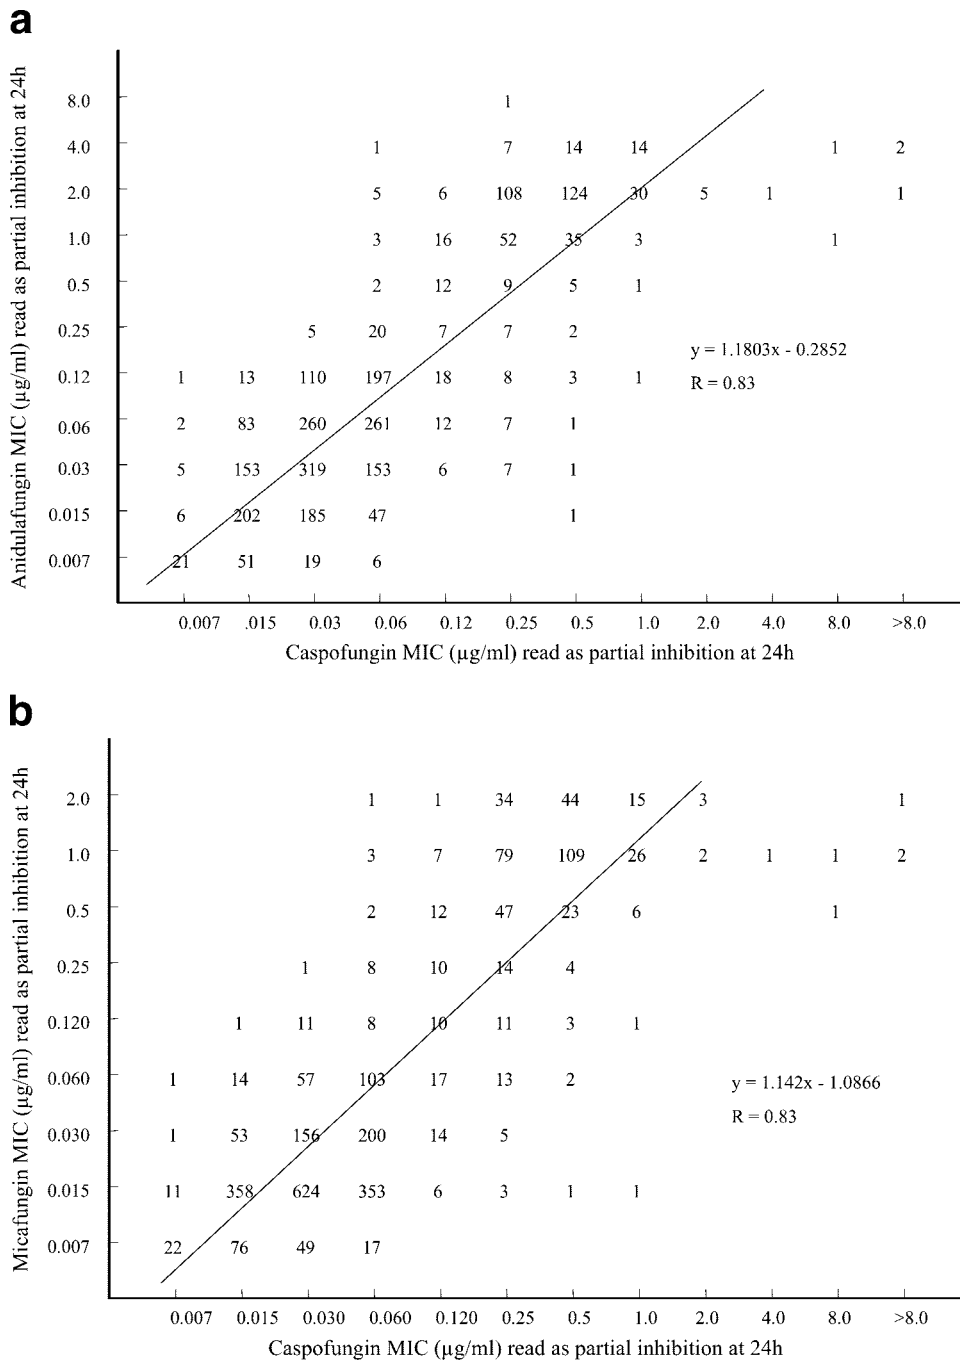 a
Anidulafungin MIC (µg/ml) read as partial inhibition at 24h
8.0 1
4.0 1 7 14 14 1 2
2.0 5 6 108 124 30 5 1 1
1.0 3 16 52 35 3 1
0.5 2 12 9 5 1
0.25 5 20 7 7 2
y = 1.1803x - 0.2852
0.12 1 13 110 197 18 8 3 1
R = 0.83
0.06 2 83 260 261 12 7 1
0.03 5 153 319 153 6 7 1
0.015 6 202 185 47 1
0.007 21 51 19 6
0.007 .015 0.03 0.06 0.12 0.25 0.5 1.0 2.0 4.0 8.0 >8.0
Caspofungin MIC (µg/ml) read as partial inhibition at 24h
b
Micafungin MIC (µg/ml) read as partial inhibition at 24h
2.0 1 1 34 44 15 3 1
1.0 3 7 79 109 26 2 1 1 2
0.5 2 12 47 23 6 1
0.25 1 8 10 14 4
0.120 1 11 8 10 11 3 1
0.060 1 14 57 103 17 13 2
y = 1.142x - 1.0866
R = 0.83
0.030 1 53 156 200 14 5
0.015 11 358 624 353 6 3 1 1
0.007 22 76 49 17
0.007 0.015 0.030 0.060 0.120 0.25 0.5 1.0 2.0 4.0 8.0 >8.0
Caspofungin MIC (µg/ml) read as partial inhibition at 24h